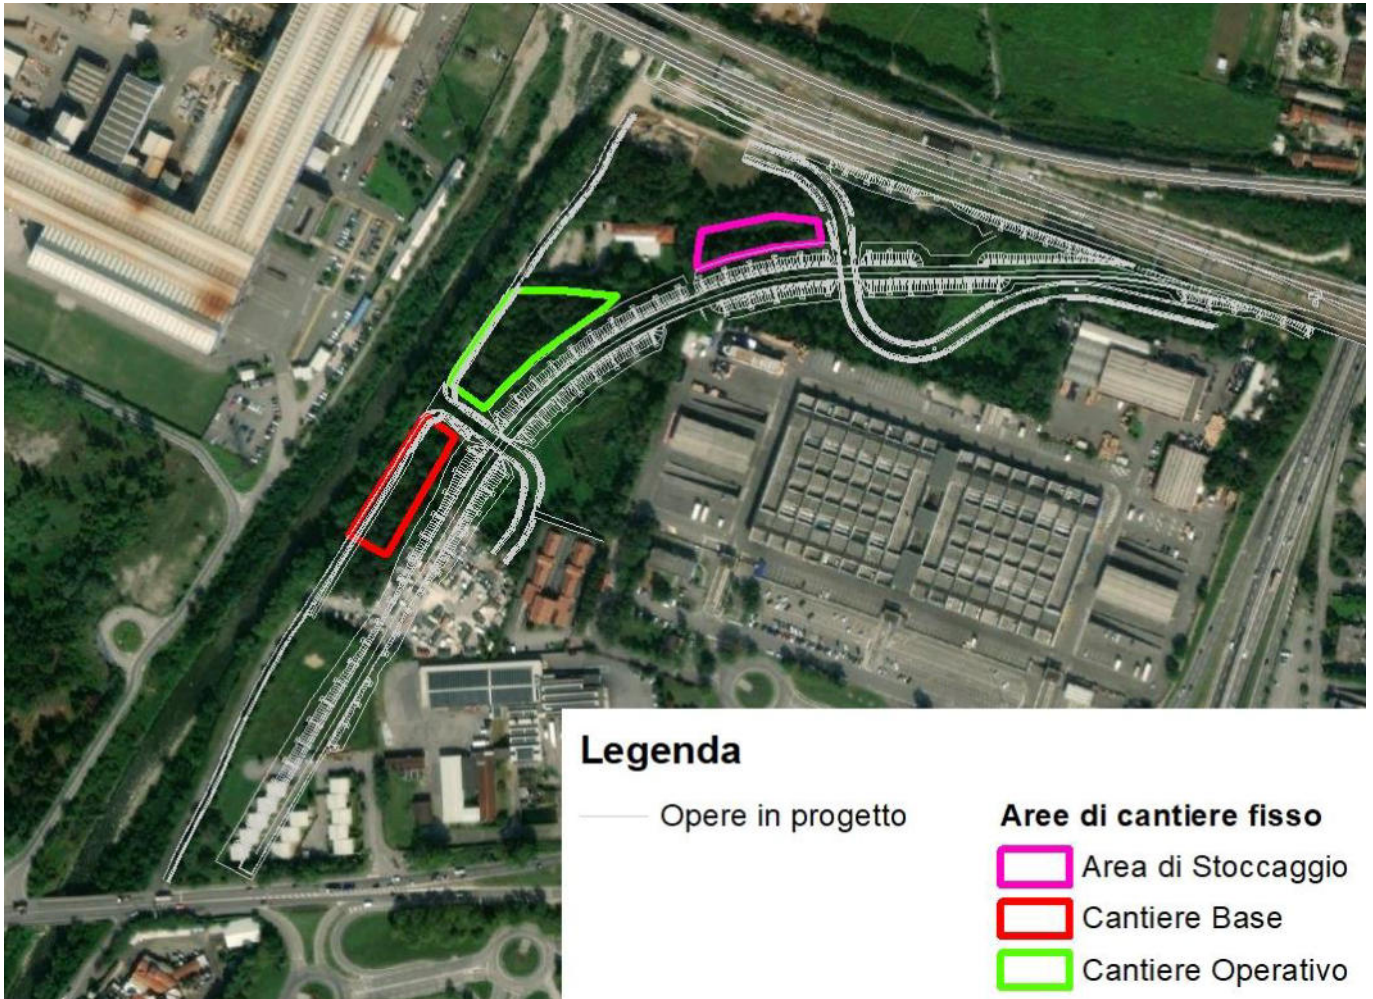 Legenda
Opere in progetto
Aree di cantiere fisso
Area di Stoccaggio
Cantiere Base
Cantiere Operativo